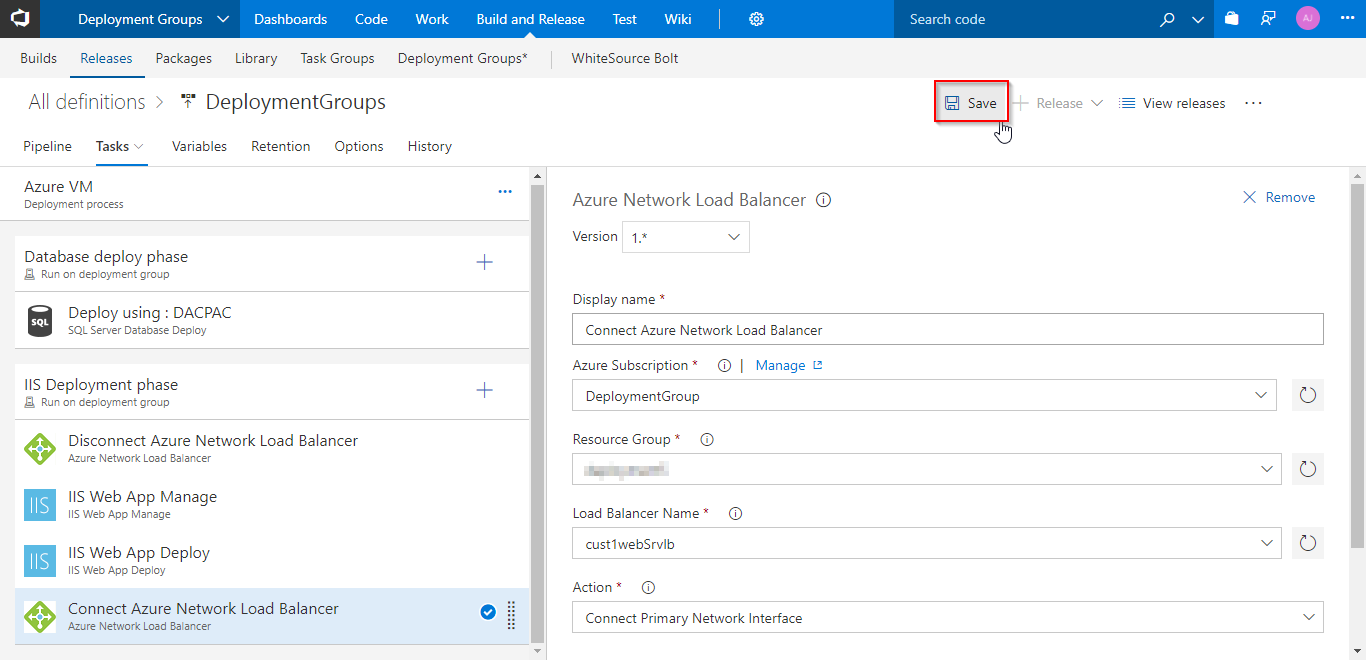 Deployment Groups Dashboards Code Work Build and Release Test Wiki Search code AJ
Builds Releases Packages Library Task Groups Deployment Groups* WhiteSource Bolt
All definitions > DeploymentGroups Save Release View releases ...
Pipeline Tasks Variables Retention Options History
Azure VM
Deployment process
Database deploy phase
Run on deployment group
SQL
Deploy using : DACPAC
SQL Server Database Deploy
IIS Deployment phase
Run on deployment group
Disconnect Azure Network Load Balancer
Azure Network Load Balancer
IIS
IIS Web App Manage
IIS Web App Manage
IIS
IIS Web App Deploy
IIS Web App Deploy
Connect Azure Network Load Balancer
Azure Network Load Balancer
Azure Network Load Balancer Remove
Version 1.*
Display name *
Connect Azure Network Load Balancer
Azure Subscription * | Manage
DeploymentGroup
Resource Group *
Load Balancer Name *
cust1webSrvlb
Action *
Connect Primary Network Interface